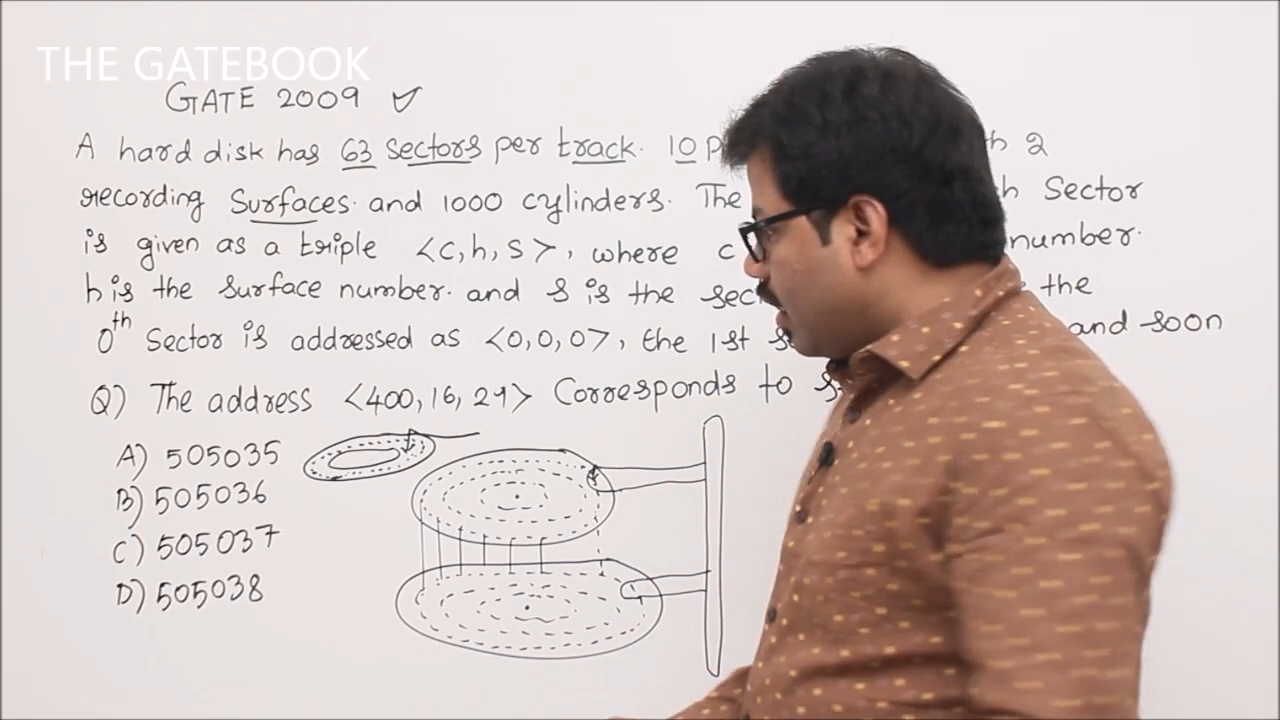 THE GATEBOOK
GATE 2009
A hard disk has 63 sectors per track. 10 2
recording Surfaces. and 1000 cylinders. The Sector
is given as a triple <c, h, s>, where c number.
h is the surface number. and s is the the
0th Sector is addressed as <0,0,0>, the 1st and soon
Q) The address <400, 16, 29> Corresponds to
A) 505035
B) 505036
C) 505037
D) 505038